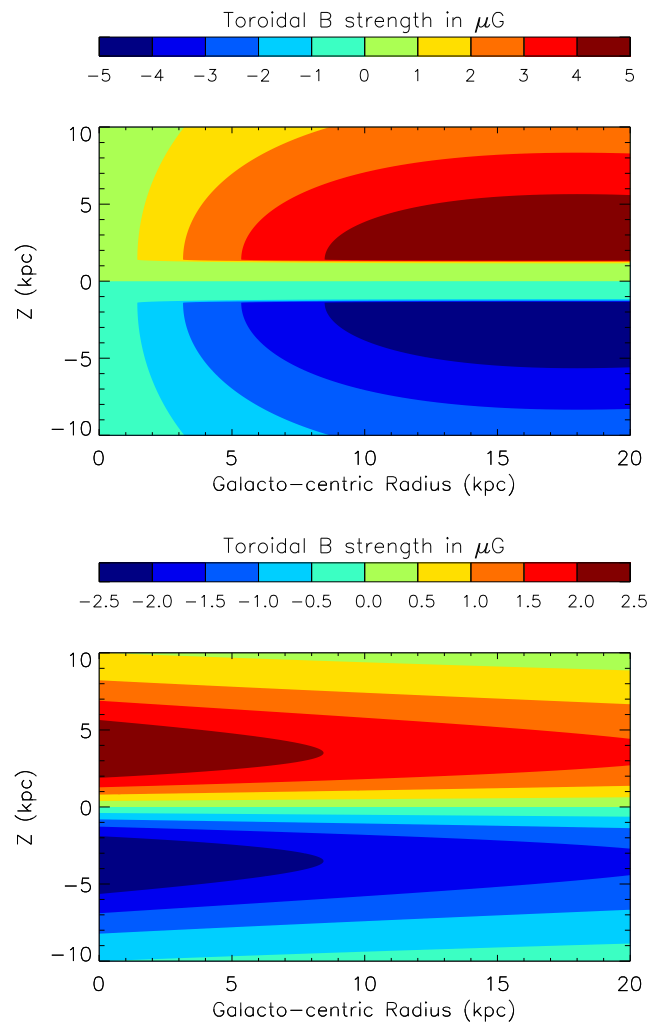 Toroidal B strength in μG
−5 −4 −3 −2 −1 0 1 2 3 4 5
10
5
0
−5
−10
Z (kpc)
0 5 10 15 20
Galacto−centric Radius (kpc)
Toroidal B strength in μG
−2.5 −2.0 −1.5 −1.0 −0.5 0.0 0.5 1.0 1.5 2.0 2.5
10
5
0
−5
−10
Z (kpc)
0 5 10 15 20
Galacto−centric Radius (kpc)